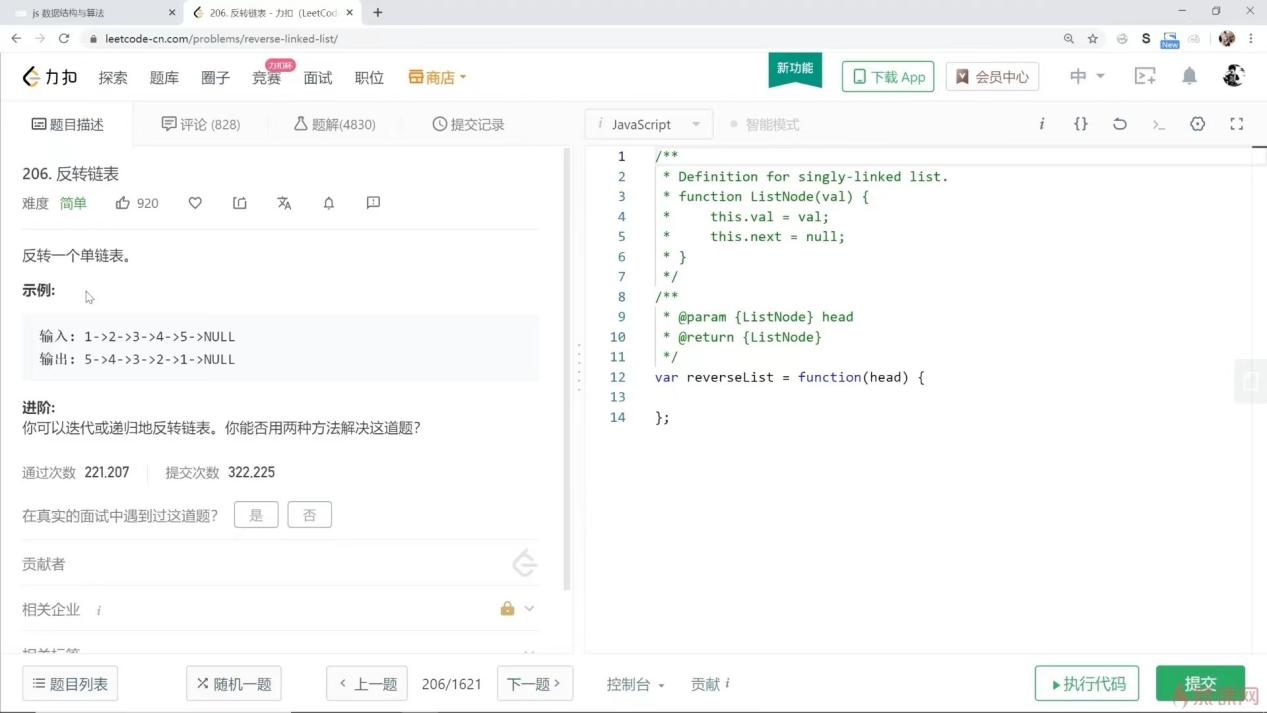 js 数据结构与算法
206. 反转链表 - 力扣 (LeetCod
leetcode-cn.com/problems/reverse-linked-list/
New
力扣
探索
题库
圈子
竞赛
力扣杯
面试
职位
商店
新功能
下载 App
会员中心
中
题目描述
评论 (828)
题解(4830)
提交记录
i JavaScript
智能模式
i {} >_
206. 反转链表
难度 简单 920
反转一个单链表。
示例:
输入: 1->2->3->4->5->NULL
输出: 5->4->3->2->1->NULL
进阶:
你可以迭代或递归地反转链表。你能否用两种方法解决这道题?
通过次数 221,207 提交次数 322,225
在真实的面试中遇到过这道题? 是 否
贡献者
相关企业 i
相关标签
1 /**
2 * Definition for singly-linked list.
3 * function ListNode(val) {
4 * this.val = val;
5 * this.next = null;
6 * }
7 */
8 /**
9 * @param {ListNode} head
10 * @return {ListNode}
11 */
12 var reverseList = function(head) {
13
14 };
题目列表
随机一题
上一题
206/1621
下一题
控制台
贡献 i
执行代码
提交
慕课网